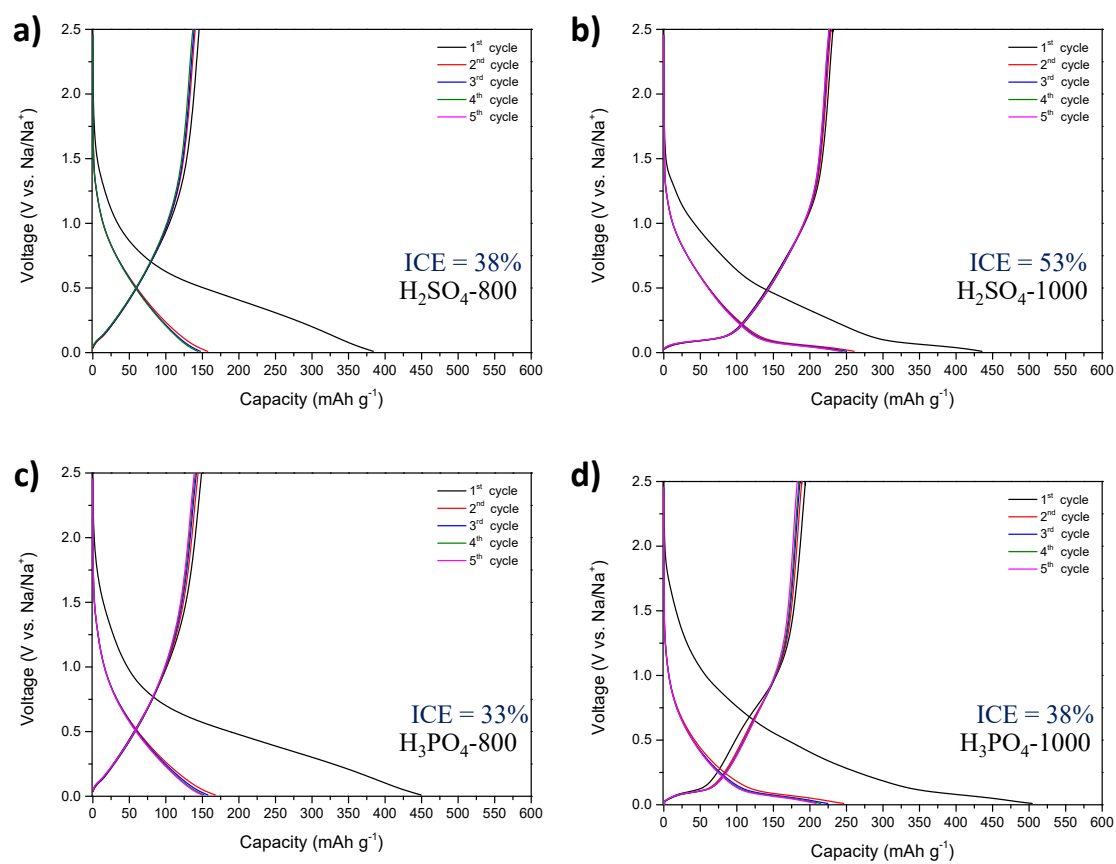 a)
2.5
2.0
1.5
1.0
0.5
0.0
Voltage (V vs. Na/Na⁺)
1st cycle
2nd cycle
3rd cycle
4th cycle
5th cycle
ICE = 38%
H₂SO₄-800
0 50 100 150 200 250 300 350 400 450 500 550 600
Capacity (mAh g⁻¹)
b)
2.5
2.0
1.5
1.0
0.5
0.0
Voltage (V vs. Na/Na⁺)
1st cycle
2nd cycle
3rd cycle
4th cycle
5th cycle
ICE = 53%
H₂SO₄-1000
0 50 100 150 200 250 300 350 400 450 500 550 600
Capacity (mAh g⁻¹)
c)
2.5
2.0
1.5
1.0
0.5
0.0
Voltage (V vs. Na/Na⁺)
1st cycle
2nd cycle
3rd cycle
4th cycle
5th cycle
ICE = 33%
H₃PO₄-800
0 50 100 150 200 250 300 350 400 450 500 550 600
Capacity (mAh g⁻¹)
d)
2.5
2.0
1.5
1.0
0.5
0.0
Voltage (V vs. Na/Na⁺)
1st cycle
2nd cycle
3rd cycle
4th cycle
5th cycle
ICE = 38%
H₃PO₄-1000
0 50 100 150 200 250 300 350 400 450 500 550 600
Capacity (mAh g⁻¹)